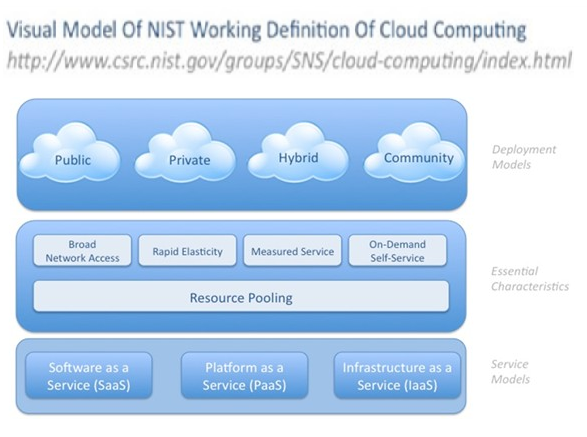 Visual Model Of NIST Working Definition Of Cloud Computing
http://www.csrc.nist.gov/groups/SNS/cloud-computing/index.html
Public
Private
Hybrid
Community
Deployment
Models
Broad
Network Access
Rapid Elasticity
Measured Service
On-Demand
Self-Service
Resource Pooling
Essential
Characteristics
Software as a
Service (SaaS)
Platform as a
Service (PaaS)
Infrastructure as a
Service (IaaS)
Service
Models